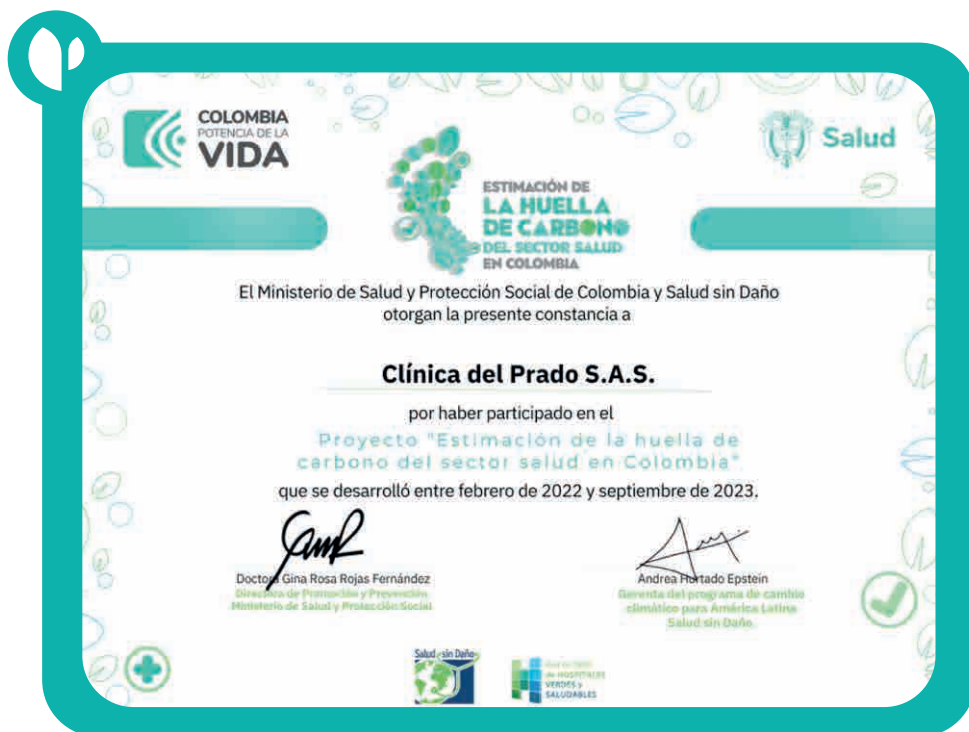 COLOMBIA
POTENCIA DE LA
VIDA
Salud
ESTIMACIÓN DE
LA HUELLA
DE CARBONO
DEL SECTOR SALUD
EN COLOMBIA
El Ministerio de Salud y Protección Social de Colombia y Salud sin Daño
otorgan la presente constancia a
Clínica del Prado S.A.S.
por haber participado en el
Proyecto "Estimación de la huella de
carbono del sector salud en Colombia"
que se desarrolló entre febrero de 2022 y septiembre de 2023.
Doctora Gina Rosa Rojas Fernández
Directora de Promoción y Prevención
Ministerio de Salud y Protección Social
Andrea Hurtado Epstein
Gerenta del programa de cambio
climático para América Latina
Salud sin Daño
Salud sin Daño
de HOSPITALES
VERDES y
SALUDABLES